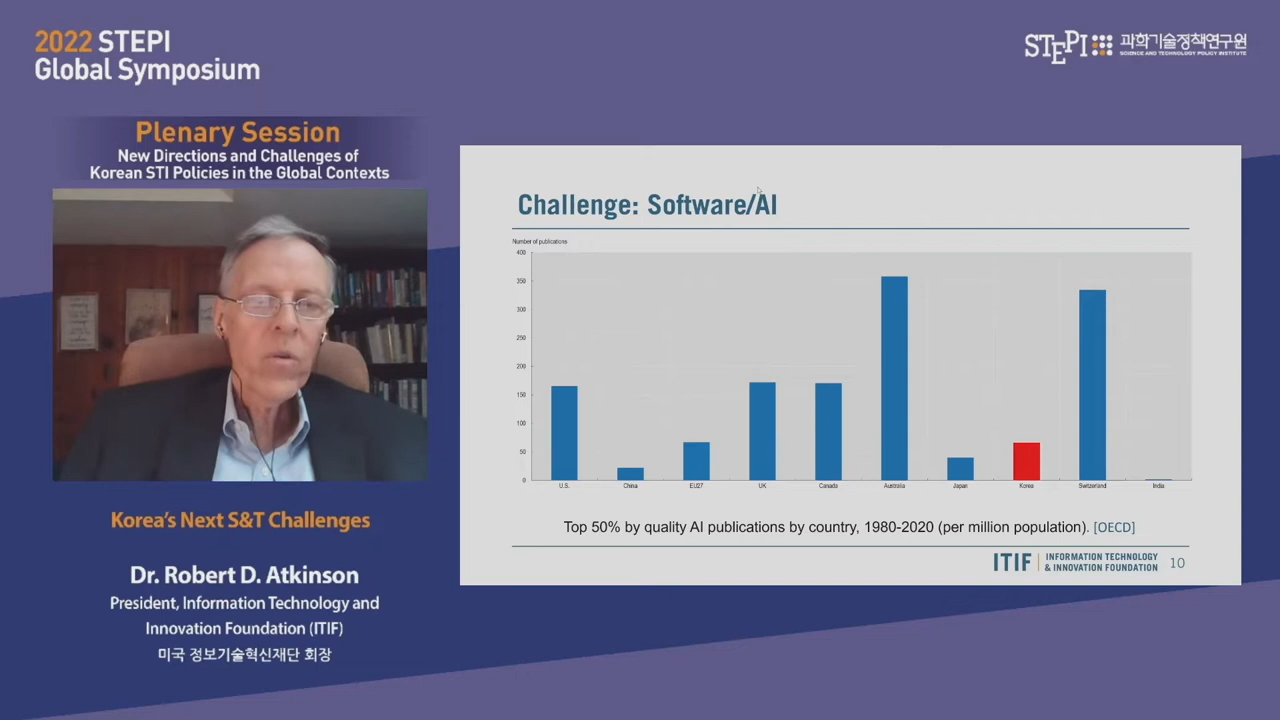 2022 STEPI
Global Symposium
STEPI 과학기술정책연구원
SCIENCE AND TECHNOLOGY POLICY INSTITUTE
Plenary Session
New Directions and Challenges of
Korean STI Policies in the Global Contexts
Challenge: Software/AI
Number of publications
400
350
300
250
200
150
100
50
0
U.S. China EU27 UK Canada Australia Japan Korea Switzerland India
Top 50% by quality AI publications by country, 1980-2020 (per million population). [OECD]
ITIF INFORMATION TECHNOLOGY
& INNOVATION FOUNDATION 10
Korea's Next S&T Challenges
Dr. Robert D. Atkinson
President, Information Technology and
Innovation Foundation (ITIF)
미국 정보기술혁신재단 회장